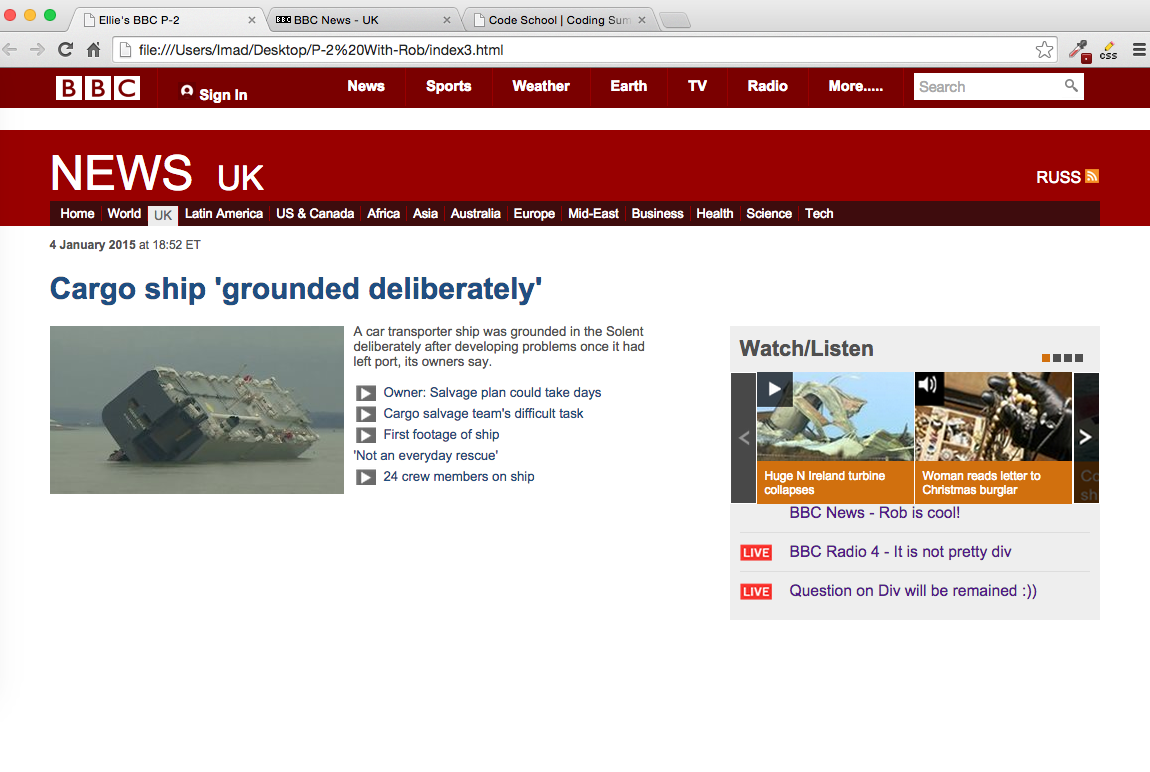 Ellie's BBC P-2
BBC BBC News - UK
Code School | Coding Sum
file:///Users/Imad/Desktop/P-2%20With-Rob/index3.html
css
BBC Sign In News Sports Weather Earth TV Radio More..... Search
NEWS UK
RUSS
Home World UK Latin America US & Canada Africa Asia Australia Europe Mid-East Business Health Science Tech
4 January 2015 at 18:52 ET
Cargo ship 'grounded deliberately'
A car transporter ship was grounded in the Solent
deliberately after developing problems once it had
left port, its owners say.
Owner: Salvage plan could take days
Cargo salvage team's difficult task
First footage of ship
'Not an everyday rescue'
24 crew members on ship
Watch/Listen
<
>
Huge N Ireland turbine
collapses
Woman reads letter to
Christmas burglar
Co
sh
BBC News - Rob is cool!
LIVE BBC Radio 4 - It is not pretty div
LIVE Question on Div will be remained :))